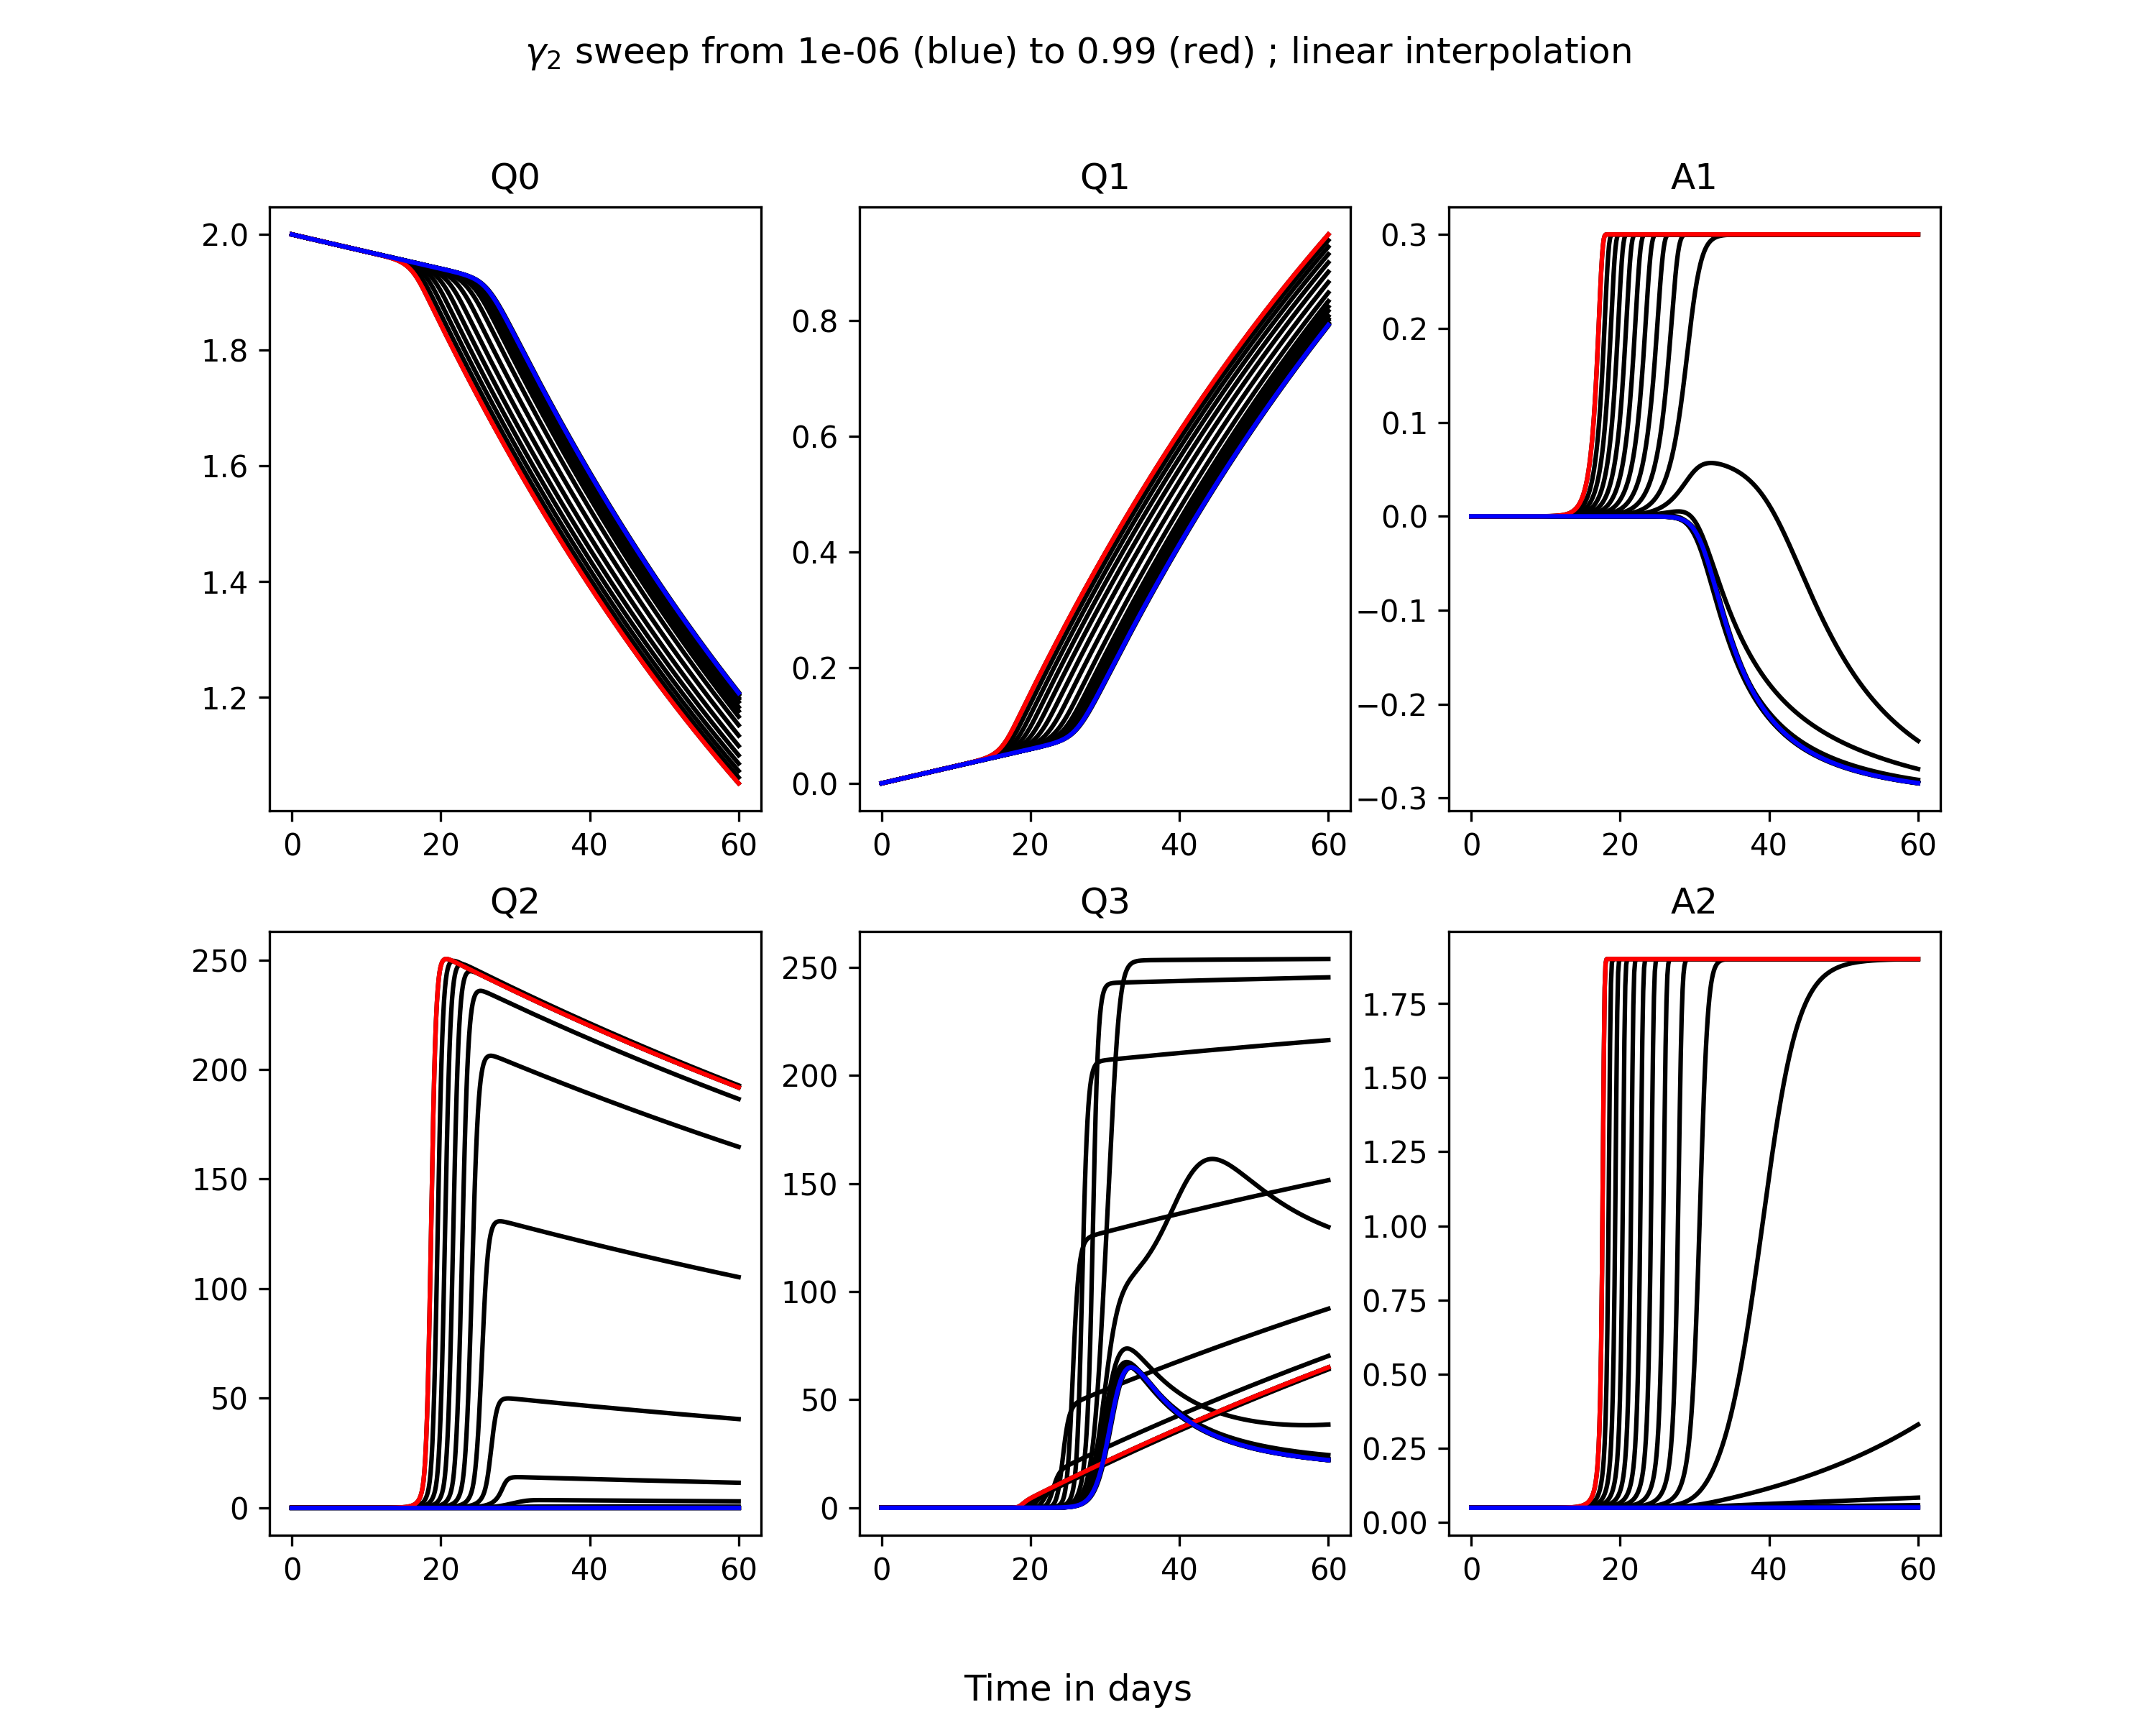 γ₂ sweep from 1e-06 (blue) to 0.99 (red) ; linear interpolation
Q0
Q1
A1
2.0
1.8
1.6
1.4
1.2
0 20 40 60
0.8
0.6
0.4
0.2
0.0
0 20 40 60
0.3
0.2
0.1
0.0
−0.1
−0.2
−0.3
0 20 40 60
Q2
Q3
A2
250
200
150
100
50
0
0 20 40 60
250
200
150
100
50
0
0 20 40 60
1.75
1.50
1.25
1.00
0.75
0.50
0.25
0.00
0 20 40 60
Time in days